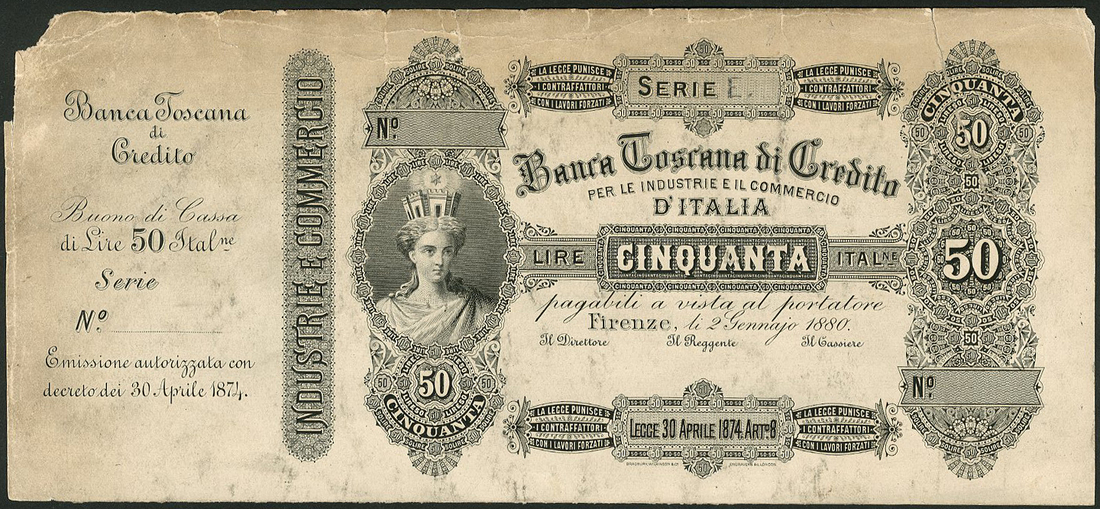 Banca Toscana
di
Credito
Buono di Cassa
di Lire 50 Ital.ne
Serie
Nº
Emissione autorizzata con
decreto dei 30 Aprile 1874.
INDUSTRIE E COMMERCIO
Nº
50
CINQUANTA
LA LEGGE PUNISCE
I CONTRAFFATTORI
CON I LAVORI FORZATI
SERIE E
LA LEGGE PUNISCE
I CONTRAFFATTORI
CON I LAVORI FORZATI
Banca Toscana di Credito
PER LE INDUSTRIE E IL COMMERCIO
D'ITALIA
LIRE CINQUANTA ITAL.NE
pagabili a vista al portatore
Firenze, li 2 Gennajo 1880.
Il Direttore Il Reggente Il Cassiere
LA LEGGE PUNISCE
I CONTRAFFATTORI
CON I LAVORI FORZATI
LEGGE 30 APRILE 1874. ART.º 8
LA LEGGE PUNISCE
I CONTRAFFATTORI
CON I LAVORI FORZATI
CINQUANTA
50
50
50
50
Nº